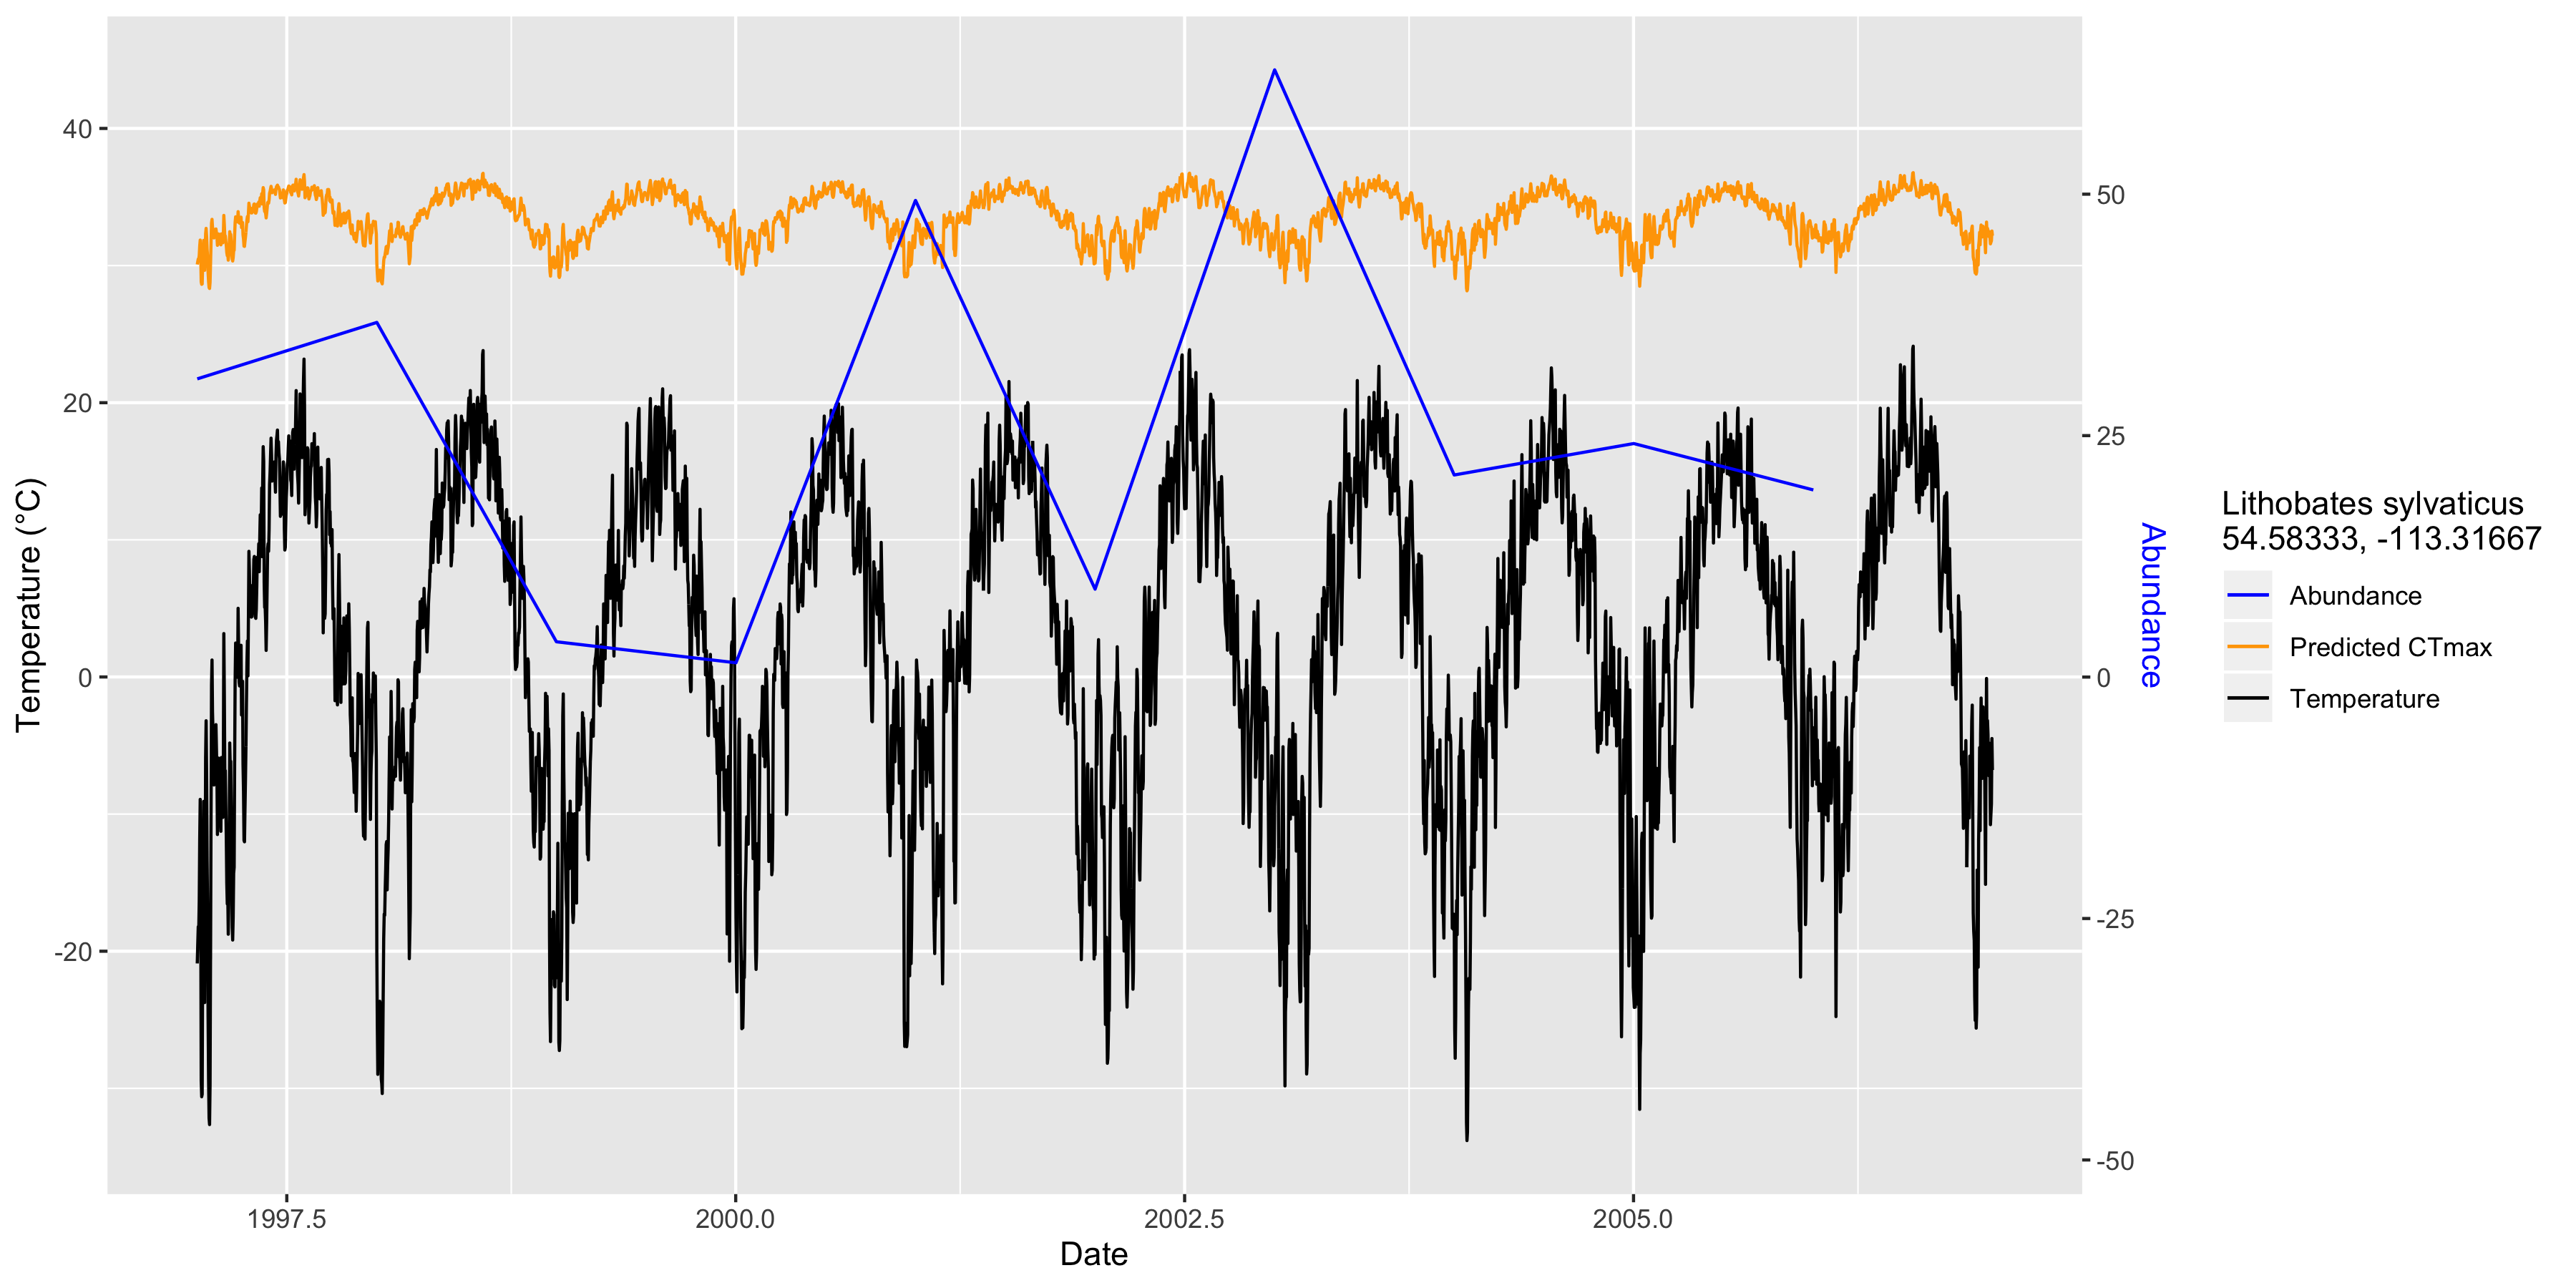 40
20
0
-20
Temperature (°C)
1997.5
2000.0
2002.5
2005.0
Date
50
25
0
-25
-50
Abundance
Lithobates sylvaticus
54.58333, -113.31667
Abundance
Predicted CTmax
Temperature